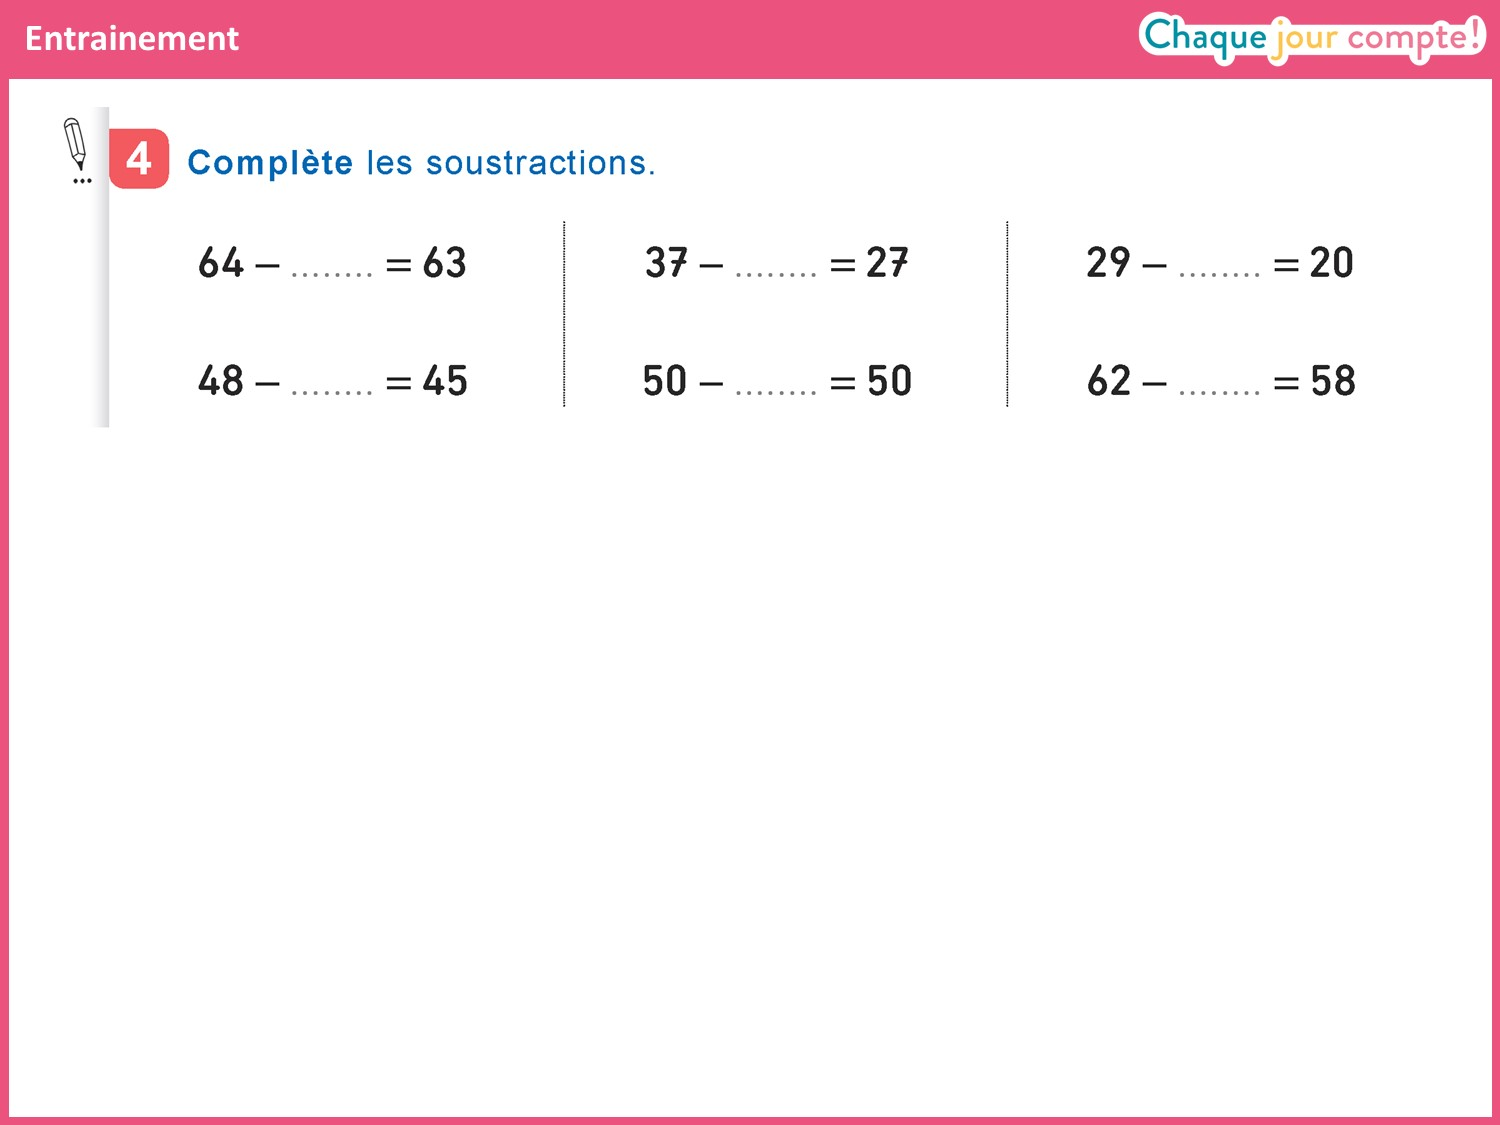 Entrainement
Chaque jour compte!
4 Complète les soustractions.
64 – ........ = 63
37 – ........ = 27
29 – ........ = 20
48 – ........ = 45
50 – ........ = 50
62 – ........ = 58